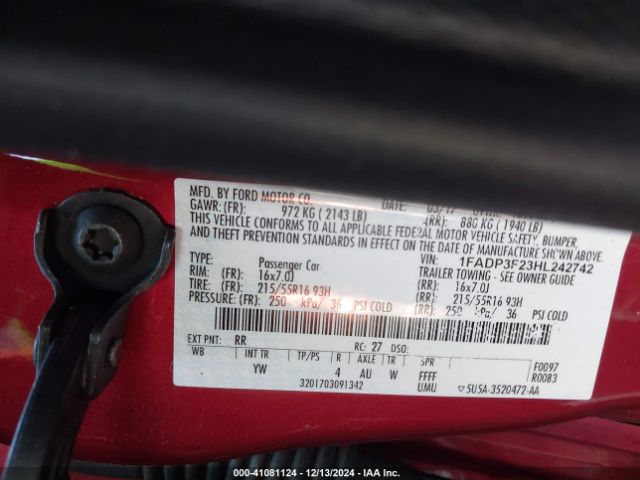 MFD. BY FORD MOTOR CO.
DATE: 03/17
GAWR: (FR): 972 KG ( 2143 LB) (RR): 880 KG ( 1940 LB)
THIS VEHICLE CONFORMS TO ALL APPLICABLE FEDERAL MOTOR VEHICLE SAFETY, BUMPER,
AND THEFT PREVENTION STANDARDS IN EFFECT ON THE DATE OF MANUFACTURE SHOWN ABOVE.
VIN: 1FADP3F23HL242742
TYPE: Passenger Car TRAILER TOWING - SEE OWNER GUIDE
RIM: (FR): 16x7.0J (RR): 16x7.0J
TIRE: (FR): 215/55R16 93H (RR): 215/55R16 93H
PRESSURE: (FR): 250 kPa/ 36 PSI COLD (RR): 250 kPa/ 36 PSI COLD
EXT PNT: RR RC: 27 DSO: F0097
WB INT TR TP/PS R AXLE TR SPR R0083
YW 4 AU W FFFF
3201703091342 UMU 5U5A-3520472-AA
000-41081124 - 12/13/2024 - IAA Inc.